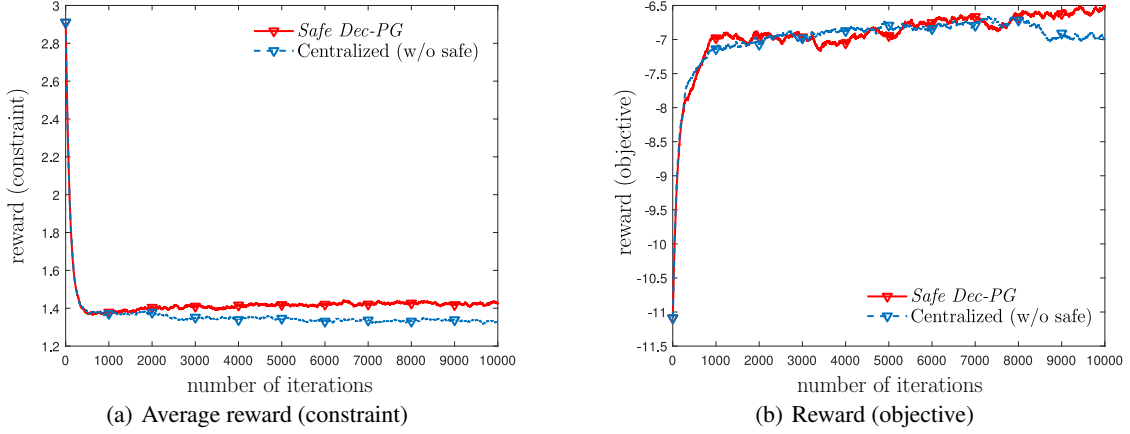 3
2.8
2.6
2.4
2.2
2
1.8
1.6
1.4
1.2
reward (constraint)
Safe Dec-PG
Centralized (w/o safe)
0 1000 2000 3000 4000 5000 6000 7000 8000 9000 10000
number of iterations
(a) Average reward (constraint)
-6.5
-7
-7.5
-8
-8.5
-9
-9.5
-10
-10.5
-11
-11.5
reward (objective)
Safe Dec-PG
Centralized (w/o safe)
0 1000 2000 3000 4000 5000 6000 7000 8000 9000 10000
number of iterations
(b) Reward (objective)